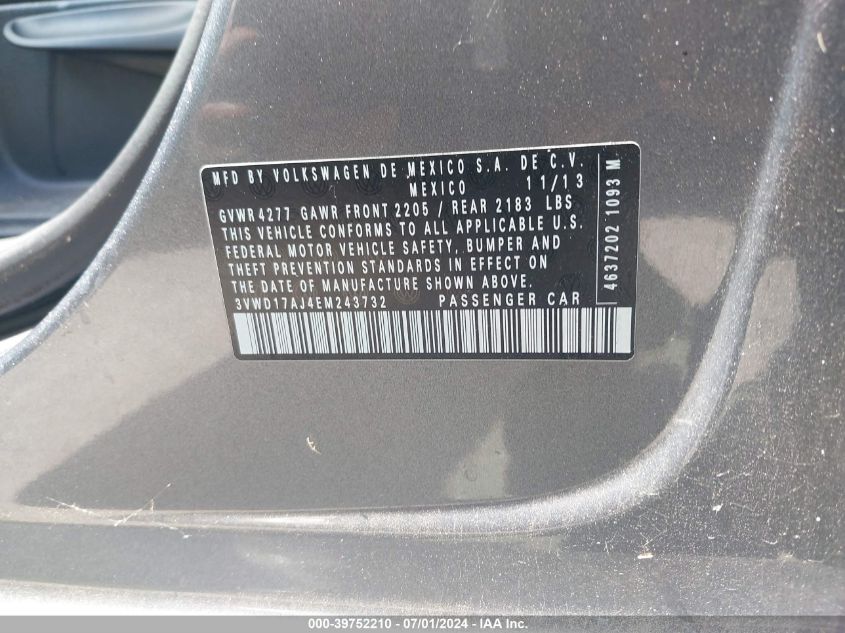 MFD BY VOLKSWAGEN DE MEXICO S.A. DE C.V.
MEXICO 11/13
GVWR 4277 GAWR FRONT 2205 / REAR 2183 LBS
THIS VEHICLE CONFORMS TO ALL APPLICABLE U.S.
FEDERAL MOTOR VEHICLE SAFETY, BUMPER AND
THEFT PREVENTION STANDARDS IN EFFECT ON
THE DATE OF MANUFACTURE SHOWN ABOVE.
3VWD17AJ4EM243732 PASSENGER CAR
4637202 1093 M
000-39752210 - 07/01/2024 - IAA Inc.